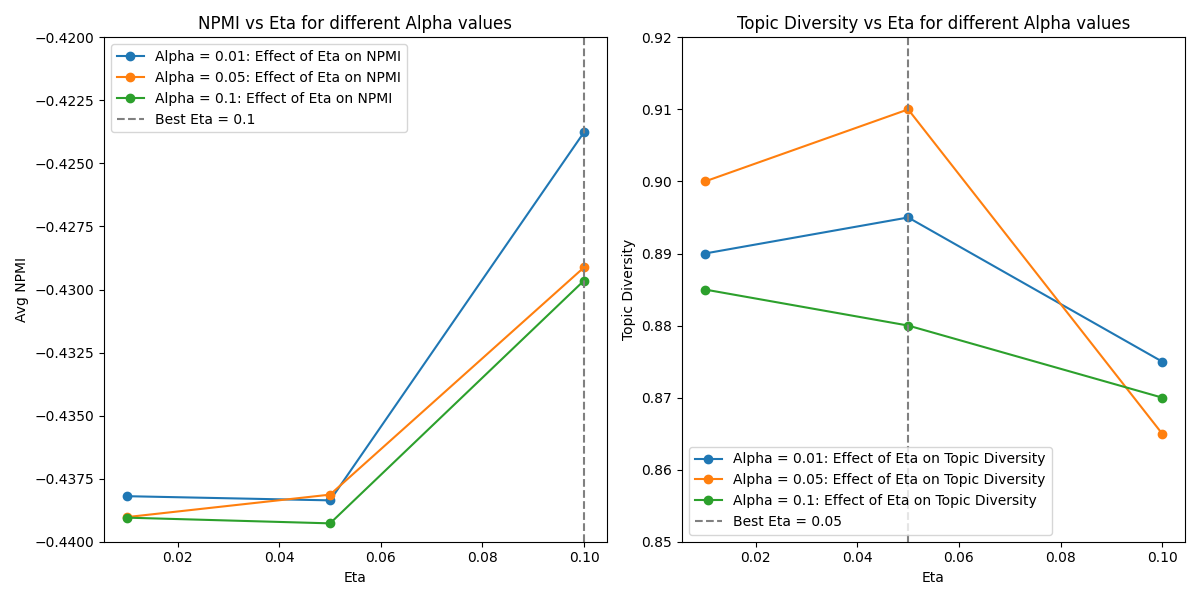 NPMI vs Eta for different Alpha values
−0.4200
−0.4225
−0.4250
−0.4275
−0.4300
−0.4325
−0.4350
−0.4375
−0.4400
Avg NPMI
Alpha = 0.01: Effect of Eta on NPMI
Alpha = 0.05: Effect of Eta on NPMI
Alpha = 0.1: Effect of Eta on NPMI
Best Eta = 0.1
0.02 0.04 0.06 0.08 0.10
Eta
Topic Diversity vs Eta for different Alpha values
0.92
0.91
0.90
0.89
0.88
0.87
0.86
0.85
Topic Diversity
Alpha = 0.01: Effect of Eta on Topic Diversity
Alpha = 0.05: Effect of Eta on Topic Diversity
Alpha = 0.1: Effect of Eta on Topic Diversity
Best Eta = 0.05
0.02 0.04 0.06 0.08 0.10
Eta